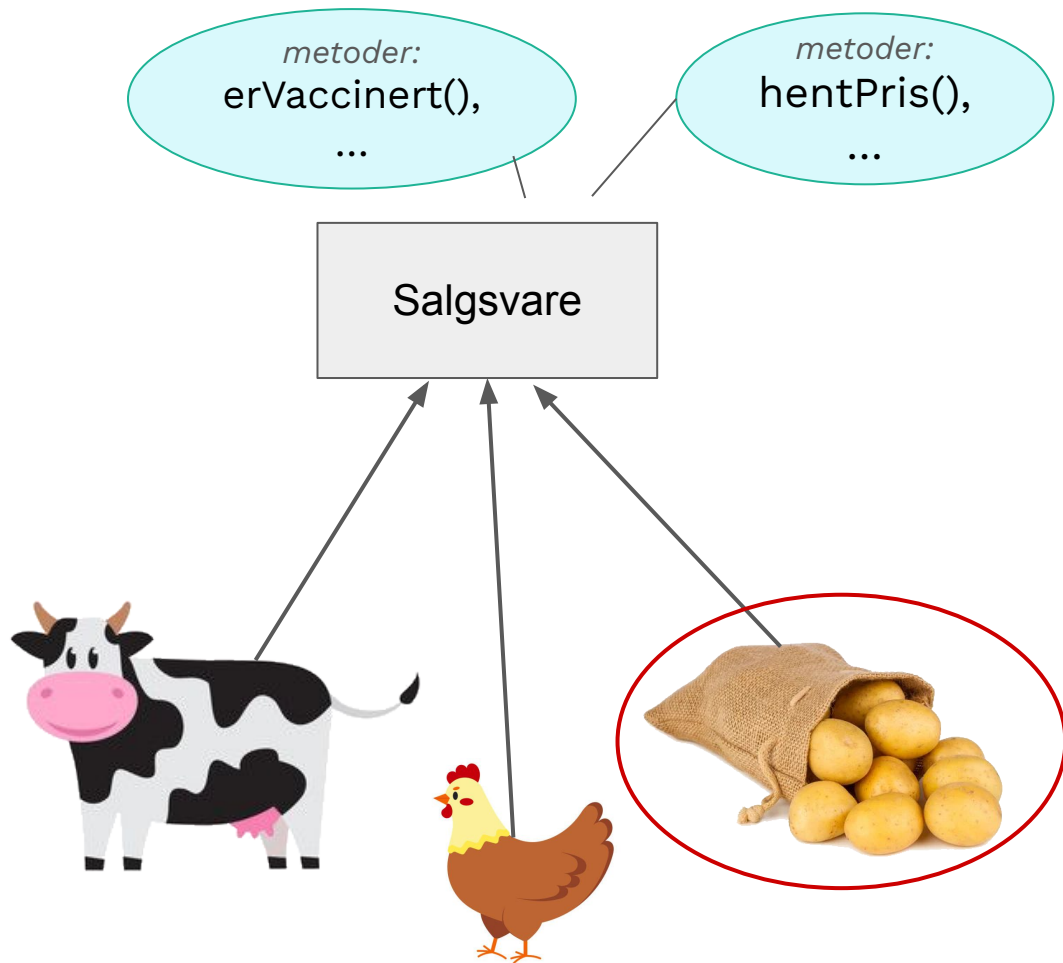 metoder:
erVaccinert(),
...
metoder:
hentPris(),
...
Salgsvare